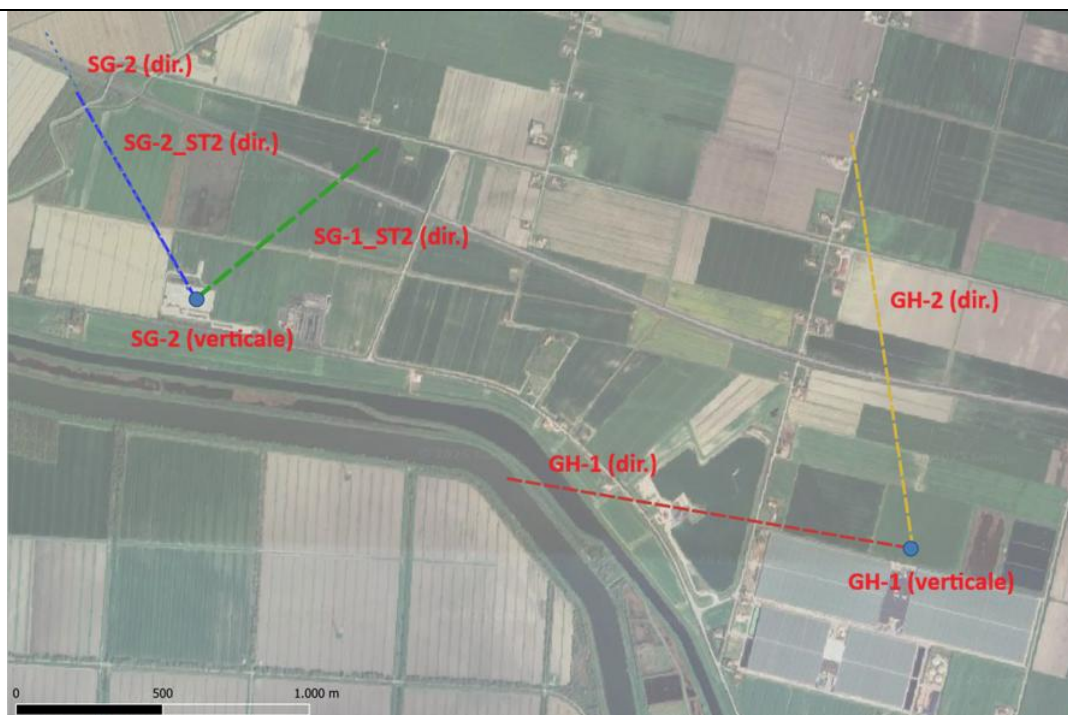 SG-2 (dir.)
SG-2_ST2 (dir.)
SG-1_ST2 (dir.)
GH-2 (dir.)
SG-2 (verticale)
GH-1 (dir.)
GH-1 (verticale)
0 500 1.000 m